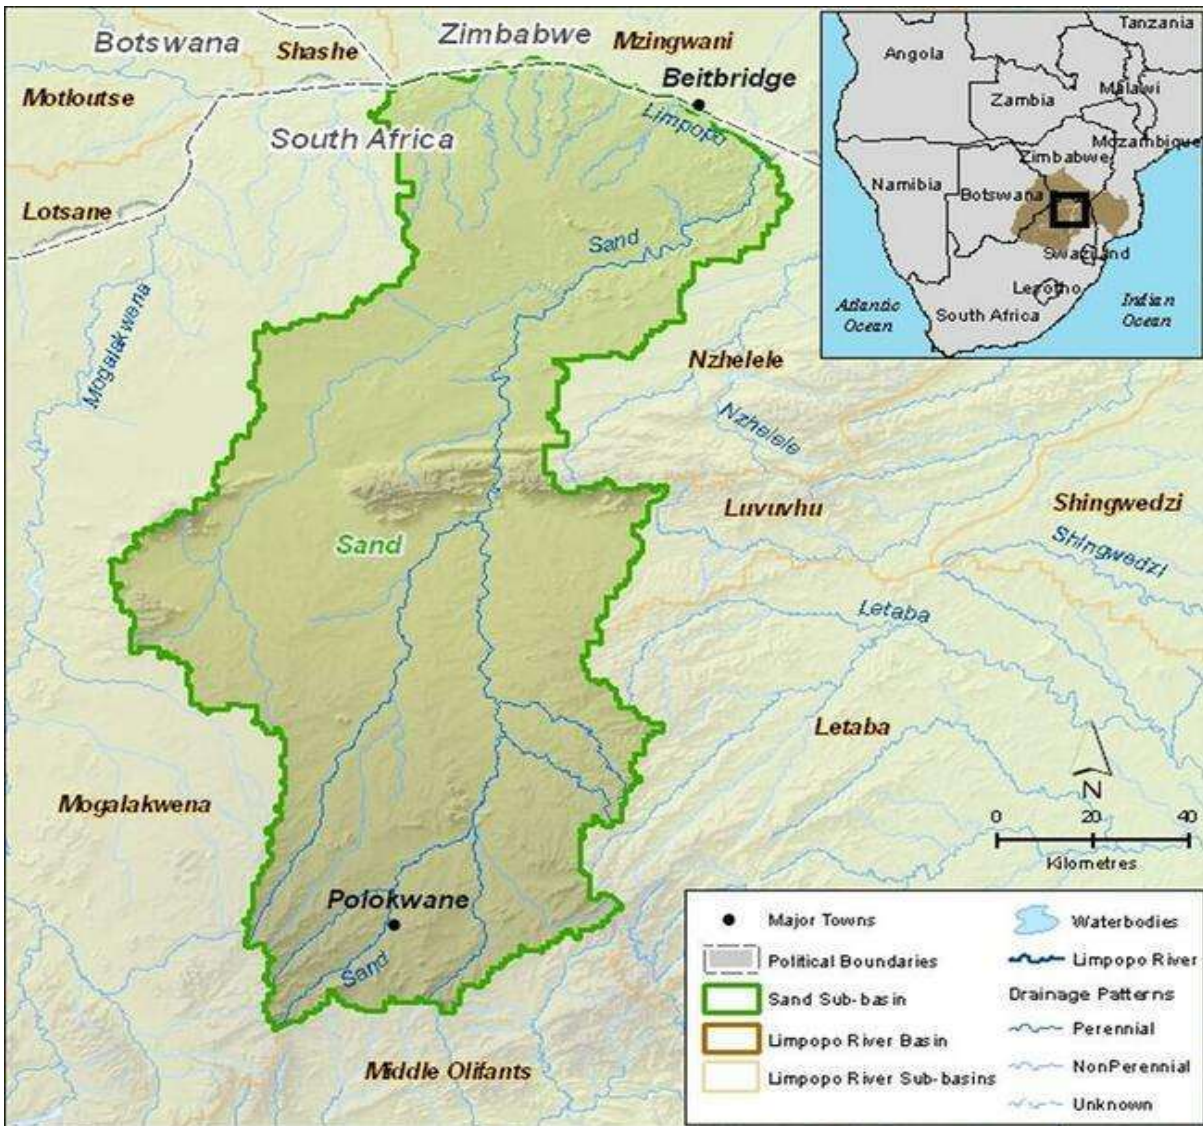 Botswana
Shashe
Zimbabwe
Mzingwani
Beitbridge
Motloutse
South Africa
Limpopo
Lotsane
Sand
Mogalakwena
Nzhelele
Nzhelele
Sand
Luvuvhu
Shingwedzi
Shingwedzi
Letaba
Letaba
Mogalakwena
Polokwane
Sand
Middle Olifants
Tanzania
Angola
Zambia
Malawi
Mozambique
Zimbabwe
Namibia
Botswana
Swaziland
Lesotho
South Africa
Atlantic
Ocean
Indian
Ocean
N
0 20 40
Kilometres
Major Towns
Political Boundaries
Sand Sub-basin
Limpopo River Basin
Limpopo River Sub-basins
Waterbodies
Limpopo River
Drainage Patterns
Perennial
NonPerennial
Unknown